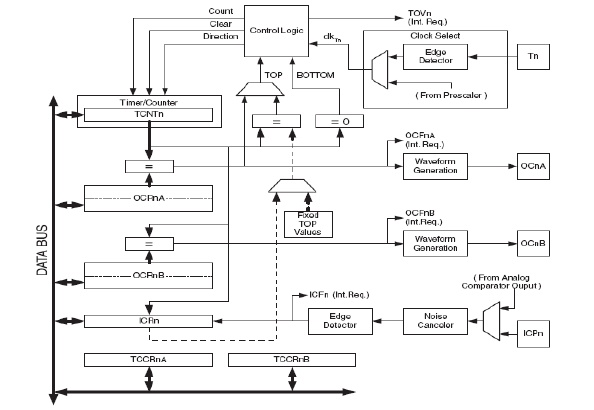 Count
Clear
Direction
Control Logic
TOVn
(Int. Req.)
clkTn
Clock Select
Edge
Detector
Tn
( From Prescaler )
TOP
BOTTOM
Timer/Counter
TCNTn
=
= 0
=
OCRnA
OCFnA
(Int. Req.)
Waveform
Generation
OCnA
Fixed
TOP
Values
=
OCRnB
OCFnB
(Int.Req.)
Waveform
Generation
OCnB
DATA BUS
( From Analog
Comparator Ouput )
ICFn (Int.Req.)
ICRn
Edge
Detector
Noise
Canceler
ICPn
TCCRnA
TCCRnB